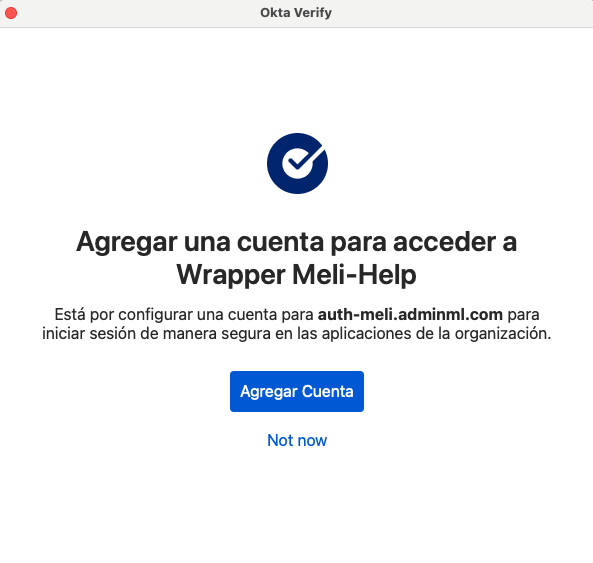 Okta Verify
Agregar una cuenta para acceder a
Wrapper Meli-Help
Está por configurar una cuenta para auth-meli.adminml.com para
iniciar sesión de manera segura en las aplicaciones de la organización.
Agregar Cuenta
Not now